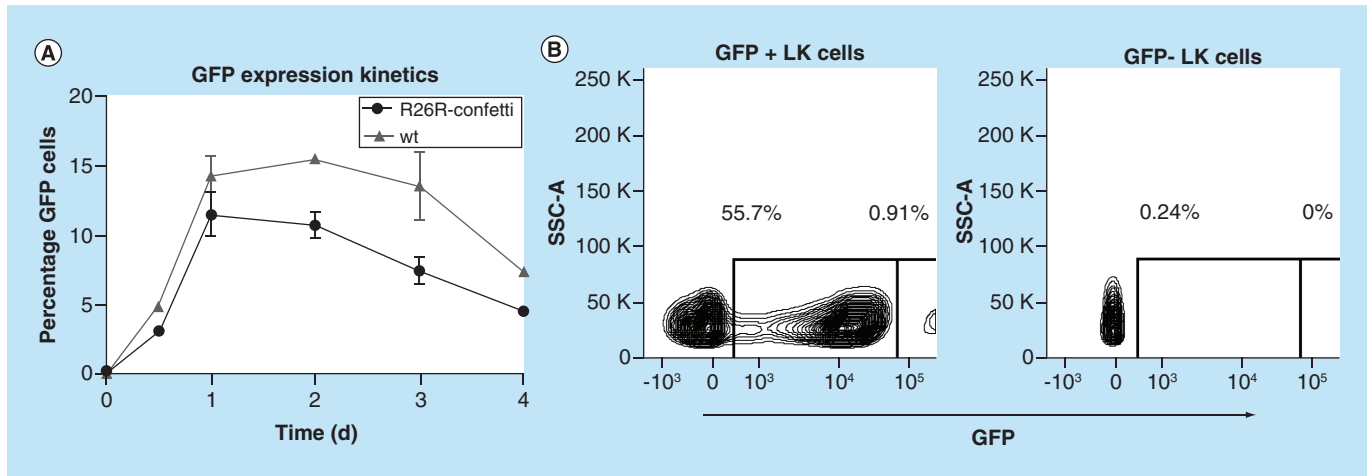 A
GFP expression kinetics
Percentage GFP cells
20
15
10
5
0
R26R-confetti
wt
0 1 2 3 4
Time (d)
B
GFP + LK cells
SSC-A
250 K
200 K
150 K
100 K
50 K
0
55.7% 0.91%
-10³ 0 10³ 10⁴ 10⁵
GFP- LK cells
SSC-A
250 K
200 K
150 K
100 K
50 K
0
0.24% 0%
-10³ 0 10³ 10⁴ 10⁵
GFP